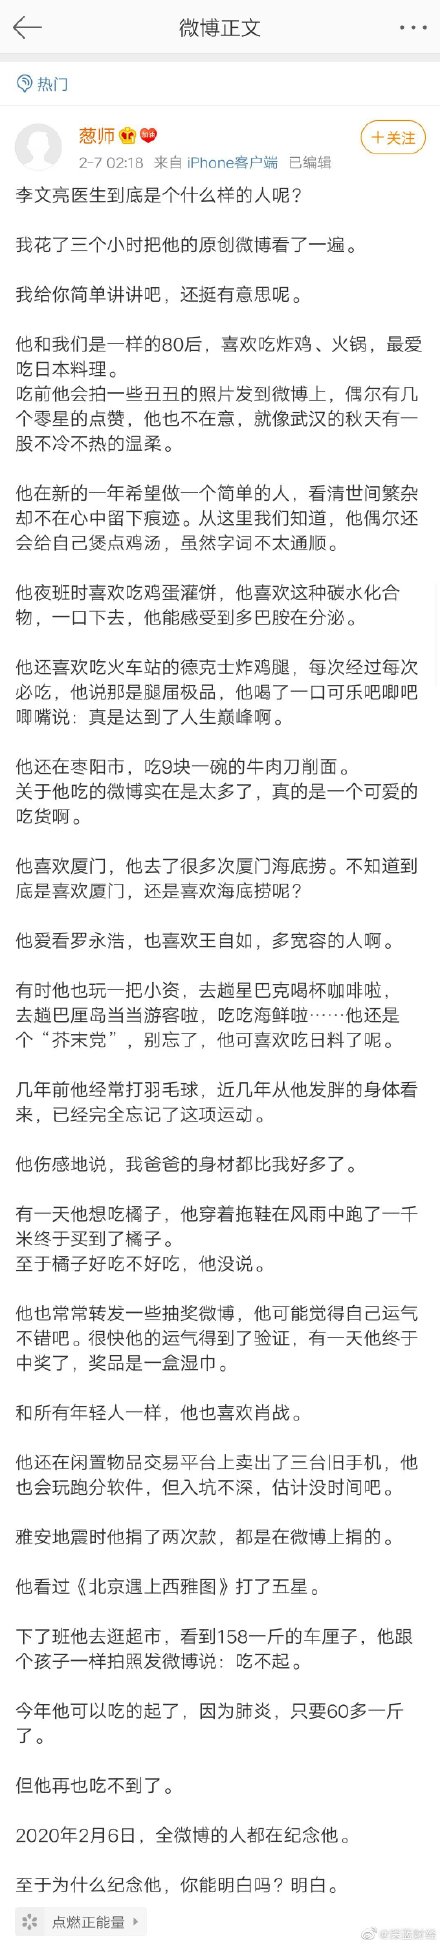 微博正文
热门
葱师
加油
+关注
2-7 02:18 来自 iPhone客户端 已编辑
李文亮医生到底是个什么样的人呢?
我花了三个小时把他的原创微博看了一遍。
我给你简单讲讲吧，还挺有意思呢。
他和我们是一样的80后，喜欢吃炸鸡、火锅，最爱
吃日本料理。
吃前他会拍一些丑丑的照片发到微博上，偶尔有几
个零星的点赞，他也不在意，就像武汉的秋天有一
股不冷不热的温柔。
他在新的一年希望做一个简单的人，看清世间繁杂
却不在心中留下痕迹。从这里我们知道，他偶尔还
会给自己煲点鸡汤，虽然字词不太通顺。
他夜班时喜欢吃鸡蛋灌饼，他喜欢这种碳水化合
物，一口下去，他能感受到多巴胺在分泌。
他还喜欢吃火车站的德克士炸鸡腿，每次经过每次
必吃，他说那是腿届极品，他喝了一口可乐吧唧吧
唧嘴说：真是达到了人生巅峰啊。
他还在枣阳市，吃9块一碗的牛肉刀削面。
关于他吃的微博实在是太多了，真的是一个可爱的
吃货啊。
他喜欢厦门，他去了很多次厦门海底捞。不知道到
底是喜欢厦门，还是喜欢海底捞呢?
他爱看罗永浩，也喜欢王自如，多宽容的人啊。
有时他也玩一把小资，去趟星巴克喝杯咖啡啦，
去趟巴厘岛当当游客啦，吃吃海鲜啦……他还是
个“芥末党”，别忘了，他可喜欢吃日料了呢。
几年前他经常打羽毛球，近几年从他发胖的身体看
来，已经完全忘记了这项运动。
他伤感地说，我爸爸的身材都比我好多了。
有一天他想吃橘子，他穿着拖鞋在风雨中跑了一千
米终于买到了橘子。
至于橘子好吃不好吃，他没说。
他也常常转发一些抽奖微博，他可能觉得自己运气
不错吧。很快他的运气得到了验证，有一天他终于
中奖了，奖品是一盒湿巾。
和所有年轻人一样，他也喜欢肖战。
他还在闲置物品交易平台上卖出了三台旧手机，他
也会玩跑分软件，但入坑不深，估计没时间吧。
雅安地震时他捐了两次款，都是在微博上捐的。
他看过《北京遇上西雅图》打了五星。
下了班他去逛超市，看到158一斤的车厘子，他跟
个孩子一样拍照发微博说：吃不起。
今年他可以吃的起了，因为肺炎，只要60多一斤
了。
但他再也吃不到了。
2020年2月6日，全微博的人都在纪念他。
至于为什么纪念他，你能明白吗？明白。
点燃正能量
@深蓝财经